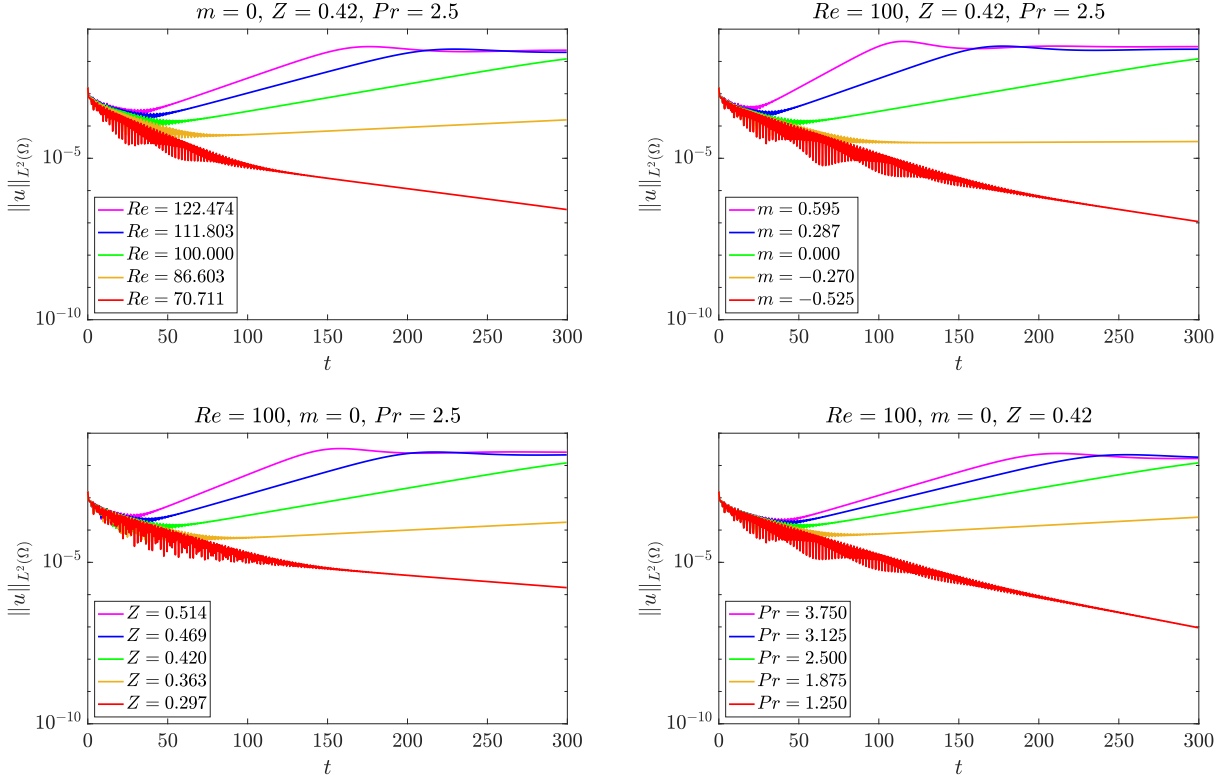 m = 0, Z = 0.42, Pr = 2.5
||u||_{L^2(Ω)}
10^{-5}
10^{-10}
Re = 122.474
Re = 111.803
Re = 100.000
Re = 86.603
Re = 70.711
0 50 100 150 200 250 300
t
Re = 100, Z = 0.42, Pr = 2.5
||u||_{L^2(Ω)}
10^{-5}
10^{-10}
m = 0.595
m = 0.287
m = 0.000
m = −0.270
m = −0.525
0 50 100 150 200 250 300
t
Re = 100, m = 0, Pr = 2.5
||u||_{L^2(Ω)}
10^{-5}
10^{-10}
Z = 0.514
Z = 0.469
Z = 0.420
Z = 0.363
Z = 0.297
0 50 100 150 200 250 300
t
Re = 100, m = 0, Z = 0.42
||u||_{L^2(Ω)}
10^{-5}
10^{-10}
Pr = 3.750
Pr = 3.125
Pr = 2.500
Pr = 1.875
Pr = 1.250
0 50 100 150 200 250 300
t